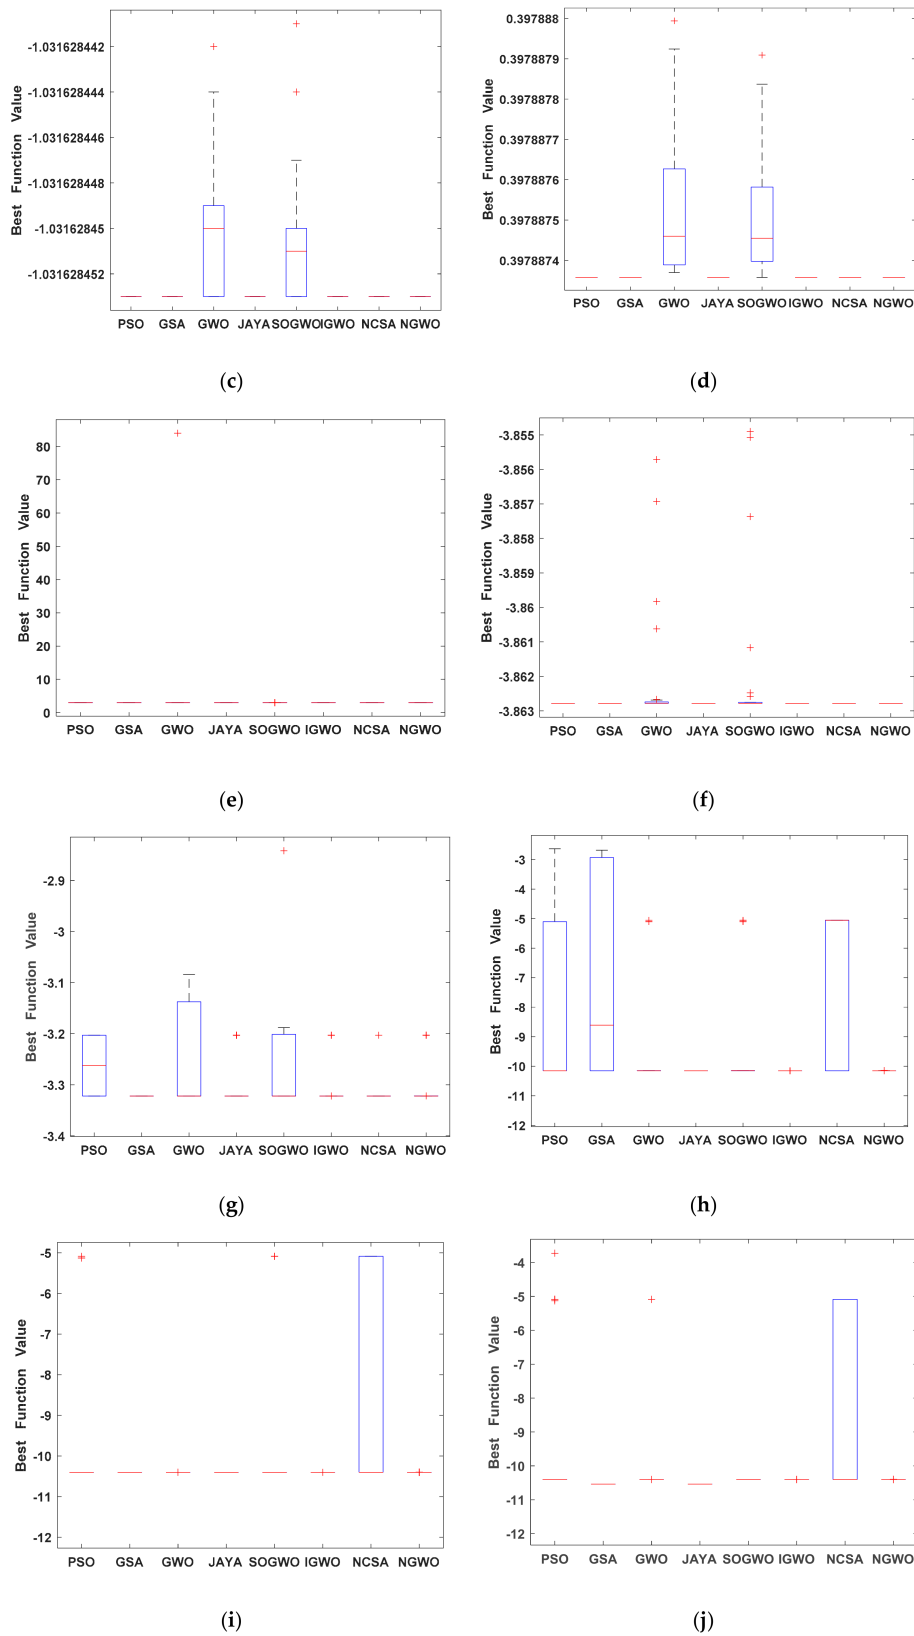 Best Function Value
-1.031628442
-1.031628444
-1.031628446
-1.031628448
-1.03162845
-1.031628452
PSO GSA GWO JAYA SOGWO IGWO NCSA NGWO
(c)
Best Function Value
0.397888
0.3978879
0.3978878
0.3978877
0.3978876
0.3978875
0.3978874
PSO GSA GWO JAYA SOGWO IGWO NCSA NGWO
(d)
Best Function Value
80
70
60
50
40
30
20
10
0
PSO GSA GWO JAYA SOGWO IGWO NCSA NGWO
(e)
Best Function Value
-3.855
-3.856
-3.857
-3.858
-3.859
-3.86
-3.861
-3.862
-3.863
PSO GSA GWO JAYA SOGWO IGWO NCSA NGWO
(f)
Best Function Value
-2.9
-3
-3.1
-3.2
-3.3
-3.4
PSO GSA GWO JAYA SOGWO IGWO NCSA NGWO
(g)
Best Function Value
-3
-4
-5
-6
-7
-8
-9
-10
-11
-12
PSO GSA GWO JAYA SOGWO IGWO NCSA NGWO
(h)
Best Function Value
-5
-6
-7
-8
-9
-10
-11
-12
PSO GSA GWO JAYA SOGWO IGWO NCSA NGWO
(i)
Best Function Value
-4
-5
-6
-7
-8
-9
-10
-11
-12
PSO GSA GWO JAYA SOGWO IGWO NCSA NGWO
(j)